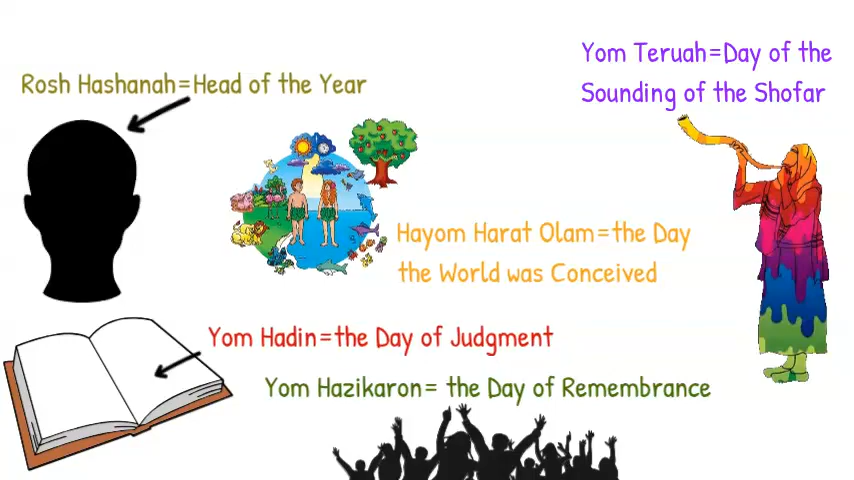 Rosh Hashanah=Head of the Year
Yom Teruah=Day of the
Sounding of the Shofar
Hayom Harat Olam=the Day
the World was Conceived
Yom Hadin=the Day of Judgment
Yom Hazikaron= the Day of Remembrance